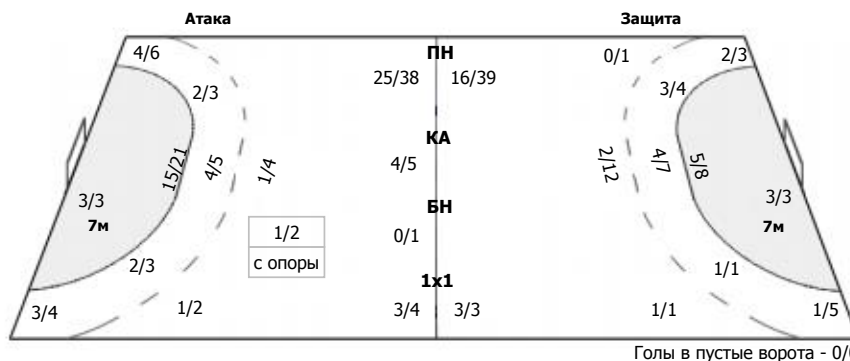 Атака Защита
4/6 ПН 0/1 2/3
2/3 25/38 16/39 3/4
КА
15/21 4/5 1/4 4/5 2/12 4/7 5/8
3/3 3/3
7м БН 7м
1/2 0/1
с опоры
2/3 1/1
1x1
3/4 1/2 3/4 3/3 1/1 1/5
Голы в пустые ворота -